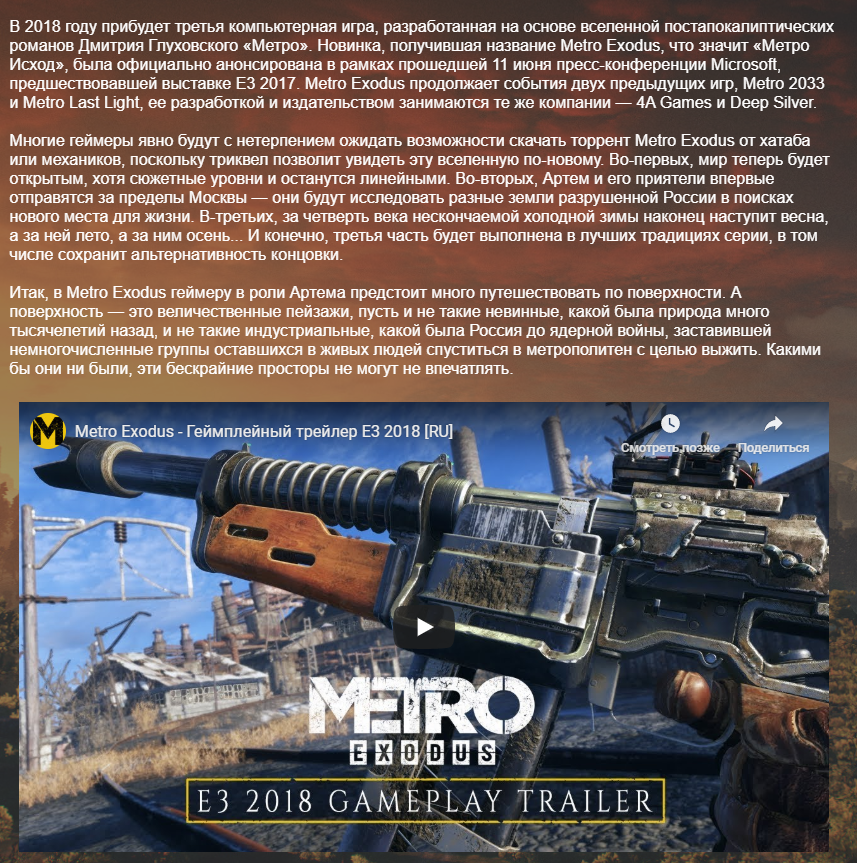 В 2018 году прибудет третья компьютерная игра, разработанная на основе вселенной постапокалиптических
романов Дмитрия Глуховского «Метро». Новинка, получившая название Metro Exodus, что значит «Метро
Исход», была официально анонсирована в рамках прошедшей 11 июня пресс-конференции Microsoft,
предшествовавшей выставке E3 2017. Metro Exodus продолжает события двух предыдущих игр, Metro 2033
и Metro Last Light, ее разработкой и издательством занимаются те же компании — 4A Games и Deep Silver.
Многие геймеры явно будут с нетерпением ожидать возможности скачать торрент Metro Exodus от хатаба
или механиков, поскольку триквел позволит увидеть эту вселенную по-новому. Во-первых, мир теперь будет
открытым, хотя сюжетные уровни и останутся линейными. Во-вторых, Артем и его приятели впервые
отправятся за пределы Москвы — они будут исследовать разные земли разрушенной России в поисках
нового места для жизни. В-третьих, за четверть века нескончаемой холодной зимы наконец наступит весна,
а за ней лето, а за ним осень... И конечно, третья часть будет выполнена в лучших традициях серии, в том
числе сохранит альтернативность концовки.
Итак, в Metro Exodus геймеру в роли Артема предстоит много путешествовать по поверхности. А
поверхность — это величественные пейзажи, пусть и не такие невинные, какой была природа много
тысячелетий назад, и не такие индустриальные, какой была Россия до ядерной войны, заставившей
немногочисленные группы оставшихся в живых людей спуститься в метрополитен с целью выжить. Какими
бы они ни были, эти бескрайние просторы не могут не впечатлять.
Metro Exodus - Геймплейный трейлер E3 2018 [RU]
Смотреть позже
Поделиться
METRO
EXODUS
E3 2018 GAMEPLAY TRAILER